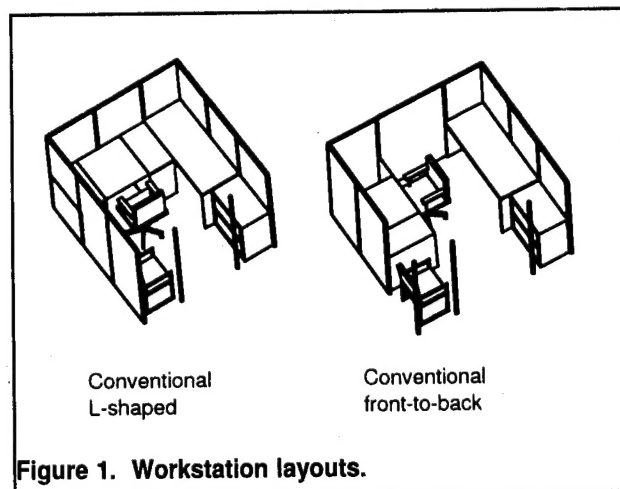 Conventional
L-shaped
Conventional
front-to-back
Figure 1. Workstation layouts.